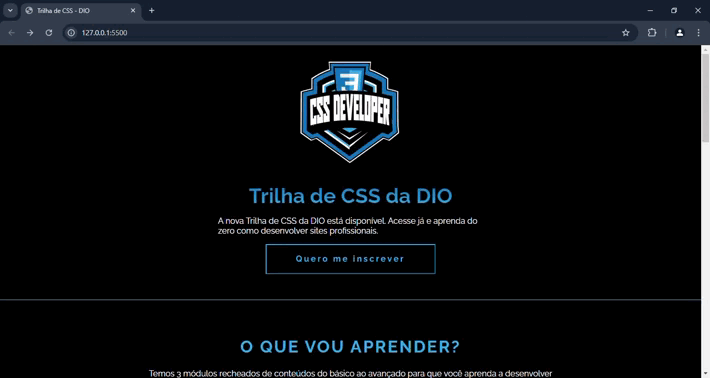 Trilha de CSS - DIO
127.0.0.1:5500
3
CSS DEVELOPER
Trilha de CSS da DIO
A nova Trilha de CSS da DIO está disponível. Acesse já e aprenda do
zero como desenvolver sites profissionais.
Quero me inscrever
O QUE VOU APRENDER?
Temos 3 módulos recheados de conteúdos do básico ao avançado para que você aprenda a desenvolver